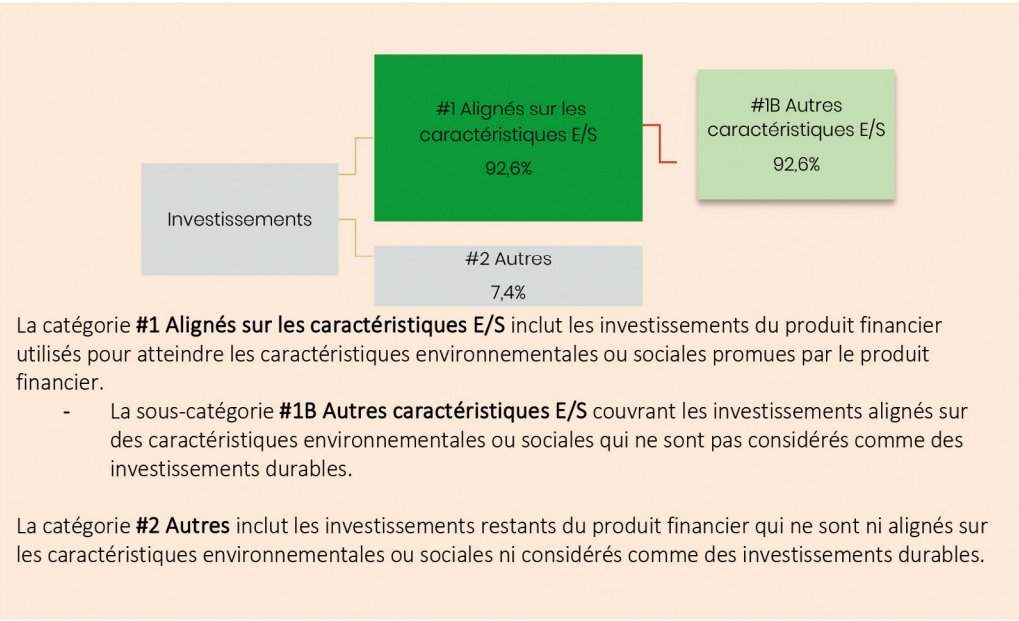 #1 Alignés sur les
caractéristiques E/S
92,6%
#1B Autres
caractéristiques E/S
92,6%
Investissements
#2 Autres
7,4%
La catégorie #1 Alignés sur les caractéristiques E/S inclut les investissements du produit financier
utilisés pour atteindre les caractéristiques environnementales ou sociales promues par le produit
financier.
- La sous-catégorie #1B Autres caractéristiques E/S couvrant les investissements alignés sur
des caractéristiques environnementales ou sociales qui ne sont pas considérés comme des
investissements durables.
La catégorie #2 Autres inclut les investissements restants du produit financier qui ne sont ni alignés sur
les caractéristiques environnementales ou sociales ni considérés comme des investissements durables.